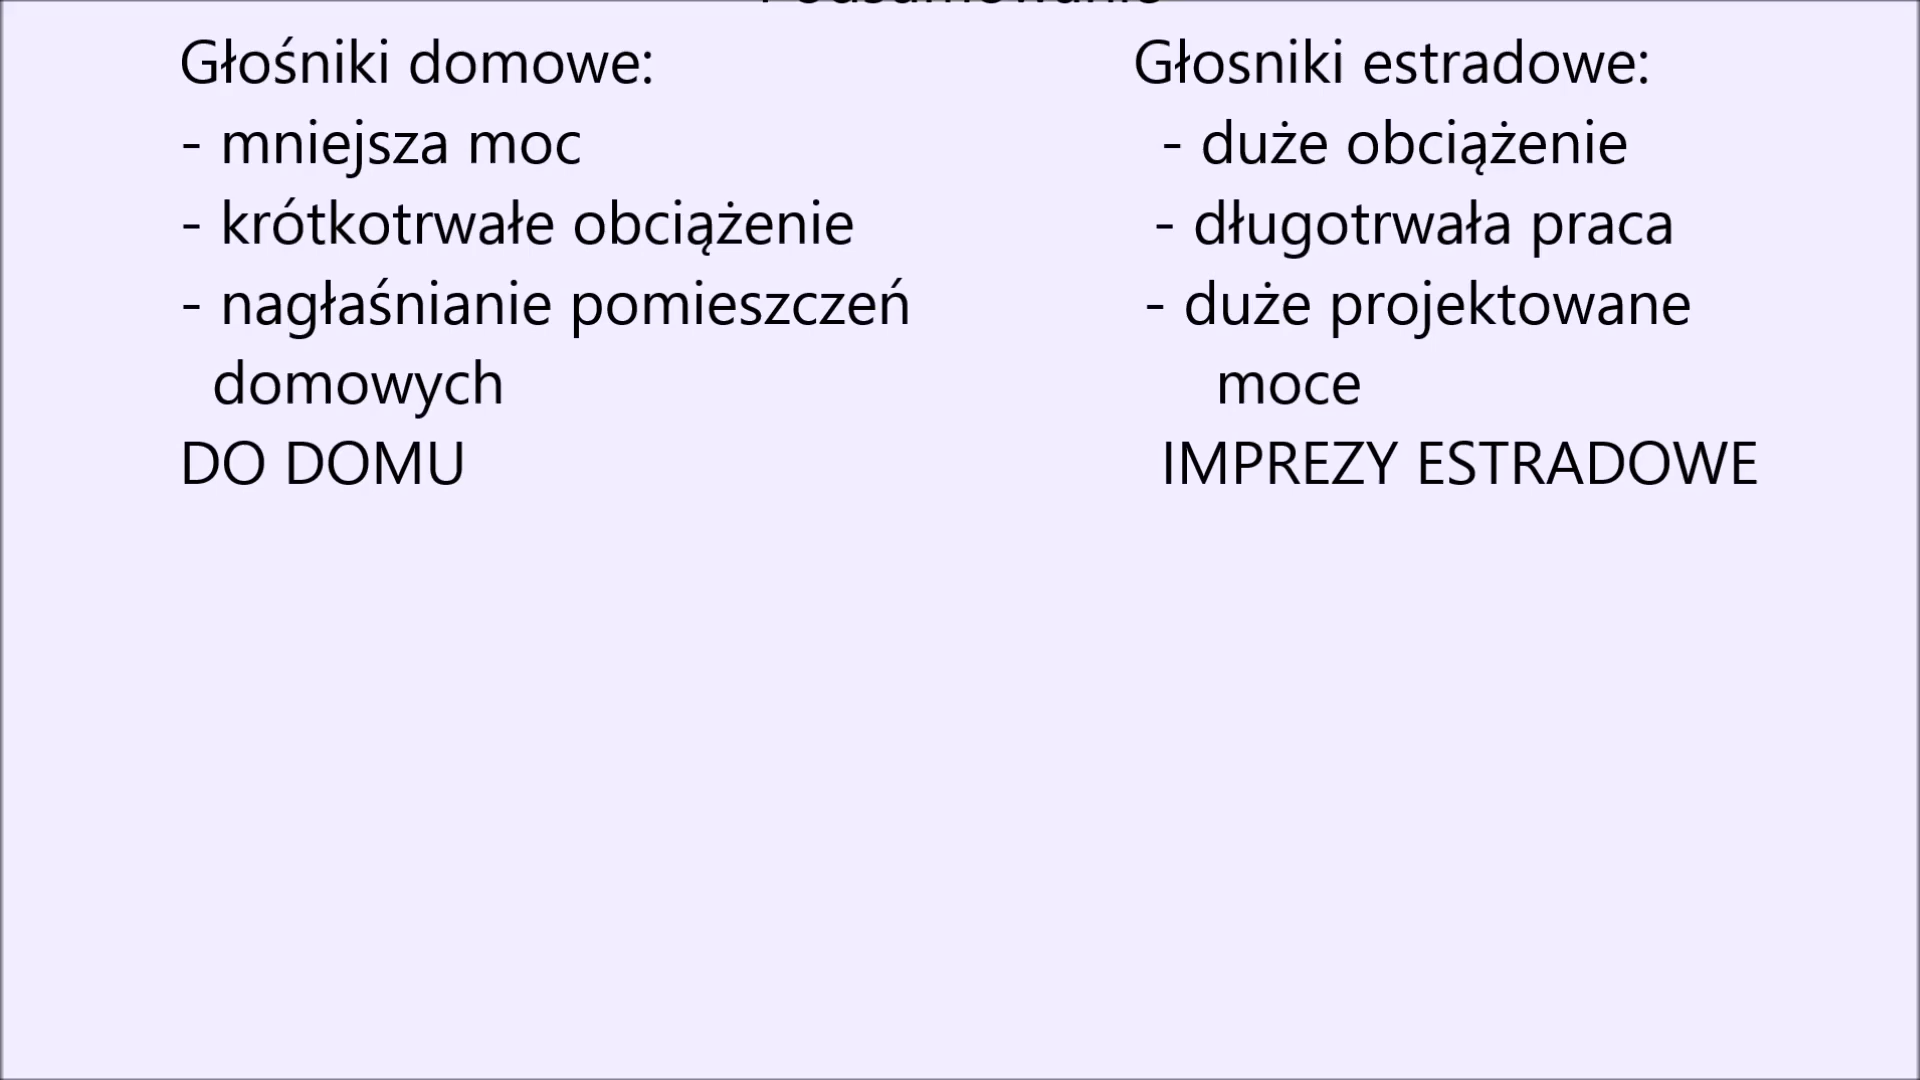 Podsumowanie
Głośniki domowe:
- mniejsza moc
- krótkotrwałe obciążenie
- nagłaśnianie pomieszczeń
domowych
DO DOMU
Głosniki estradowe:
- duże obciążenie
- długotrwała praca
- duże projektowane
moce
IMPREZY ESTRADOWE